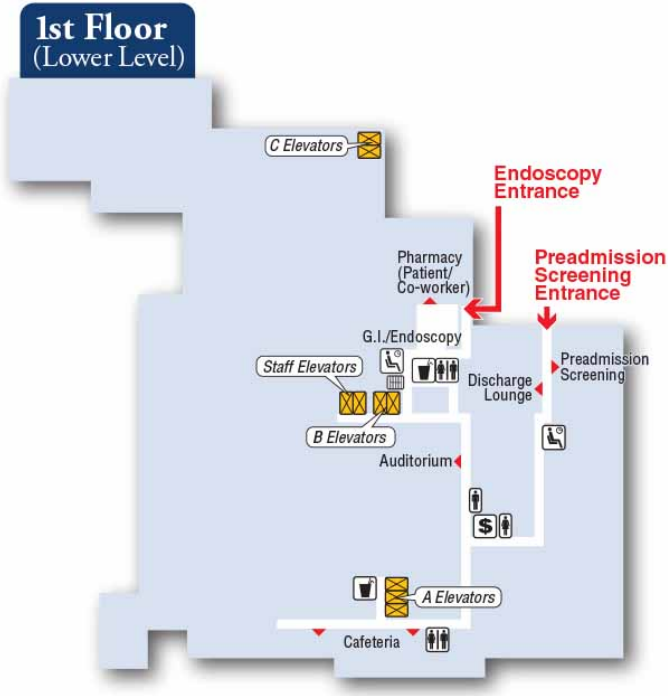 1st Floor
(Lower Level)
C Elevators
Endoscopy
Entrance
Pharmacy
(Patient/
Co-worker)
Preadmission
Screening
Entrance
G.I./Endoscopy
Staff Elevators
Preadmission
Screening
Discharge
Lounge
B Elevators
Auditorium
$
A Elevators
Cafeteria